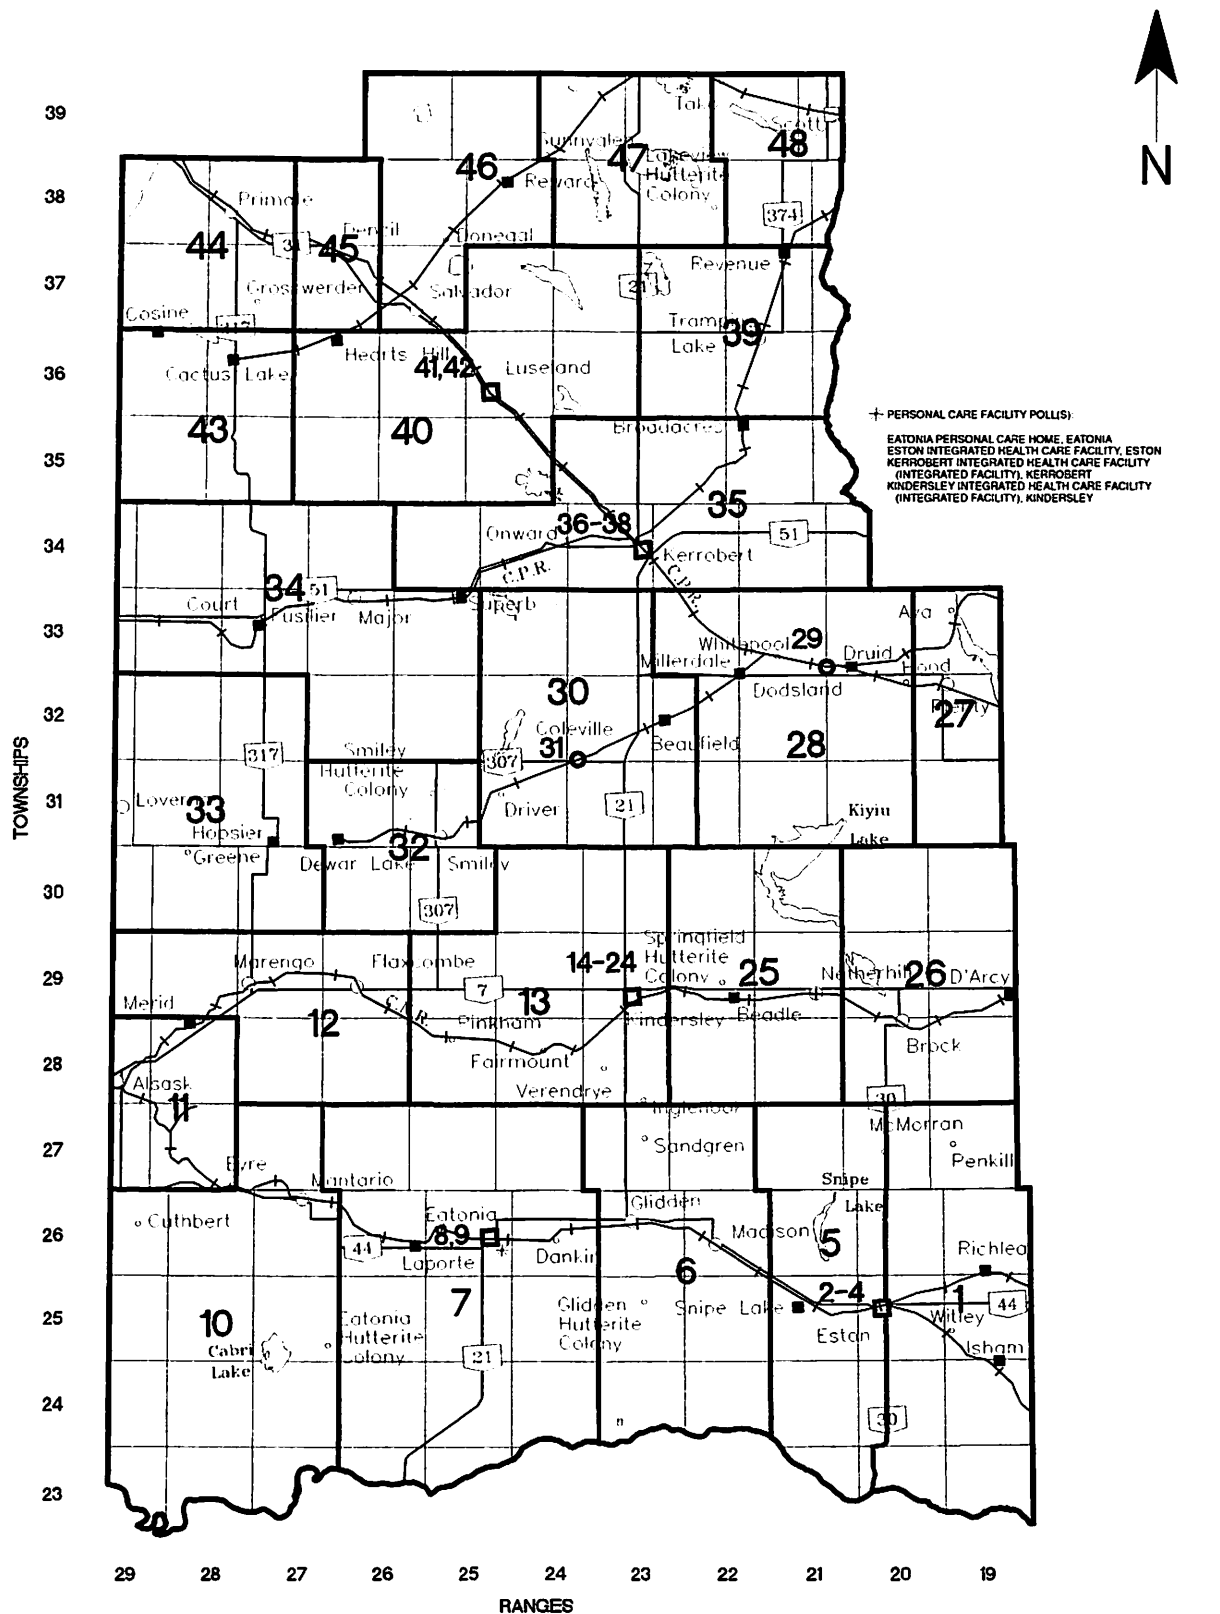 39
Tako
Scott
48
Sunnyglen
47
Lakeview
Hutterite
Colony
46
Reward
N
38
Primate
374
44
31
45
Denzil
Donegal
Revenue
37
Grosswerder
Salvador
21
Cosine
317
Tramping
Lake
39
Hearts Hill
41,42
Luseland
36
Cactus Lake
43
40
Broadacres
PERSONAL CARE FACILITY POLL(S):
EATONIA PERSONAL CARE HOME, EATONIA
ESTON INTEGRATED HEALTH CARE FACILITY, ESTON
KERROBERT INTEGRATED HEALTH CARE FACILITY
(INTEGRATED FACILITY), KERROBERT
KINDERSLEY INTEGRATED HEALTH CARE FACILITY
(INTEGRATED FACILITY), KINDERSLEY
35
35
36-38
Onward
51
34
Kerrobert
C.P.R.
C.P.R.
34
51
Court
Fusilier
Major
Superb
33
Ava
Whitepool
29
Druid
Millerdale
Hood
Dodsland
30
32
Plenty
27
Coleville
31
Beaufield
28
Smiley
Hutterite
Colony
307
317
TOWNSHIPS
31
Loverna
33
Driver
21
Kiyiu
Lake
Hoosier
Greene
32
Dewar Lake
Smiley
30
307
Springfield
Hutterite
Colony
14-24
25
Netherhill
26
D'Arcy
29
Marengo
Flaxcombe
7
13
Merid
C.N.R.
12
Pinkham
Kindersley
Beadle
Brock
28
Fairmount
Verendrye
Alsask
11
30
Inglenook
McMorran
27
Sandgren
Penkill
Eyre
Mantario
Snipe
Lake
Glidden
26
Cuthbert
Eatonia
8,9
44
Laporte
Dankin
Madison
5
Richlea
6
7
2-4
1
44
25
10
Glidden
Hutterite
Colony
Snipe Lake
Eston
Witley
Isham
Eatonia
Hutterite
Colony
Cabri
Lake
21
24
30
23
29 28 27 26 25 24 23 22 21 20 19
RANGES